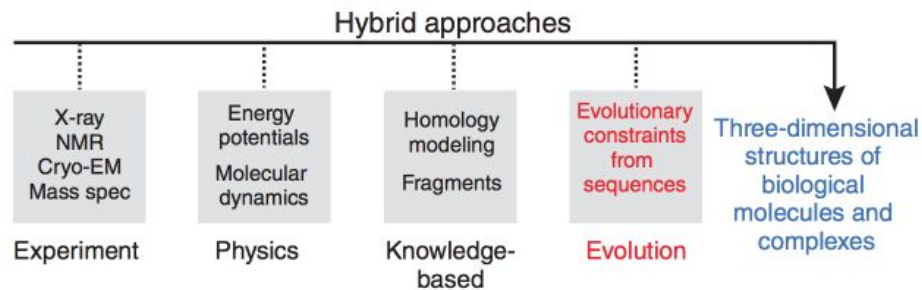 Hybrid approaches
X-ray
NMR
Cryo-EM
Mass spec
Experiment
Energy
potentials
Molecular
dynamics
Physics
Homology
modeling
Fragments
Knowledge-
based
Evolutionary
constraints
from
sequences
Evolution
Three-dimensional
structures of
biological
molecules and
complexes